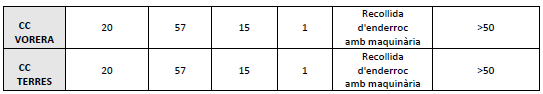 CC VORERA 20 57 15 1 Recollida d'enderroc amb maquinària >50
CC TERRES 20 57 15 1 Recollida d'enderroc amb maquinària >50